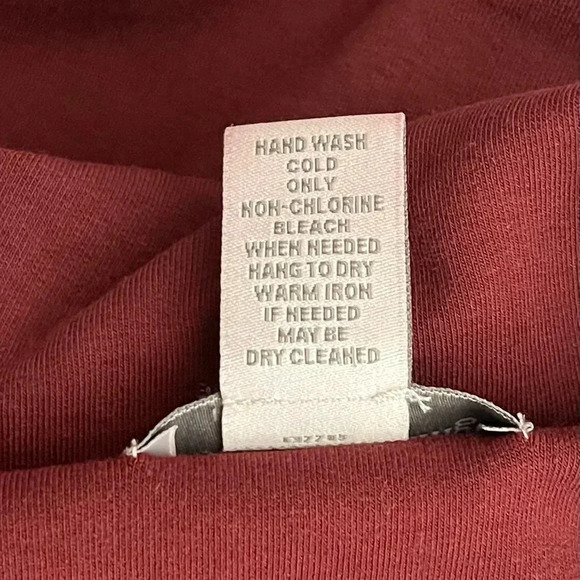 HAND WASH
COLD
ONLY
NON-CHLORINE
BLEACH
WHEN NEEDED
HANG TO DRY
WARM IRON
IF NEEDED
MAY BE
DRY CLEANED